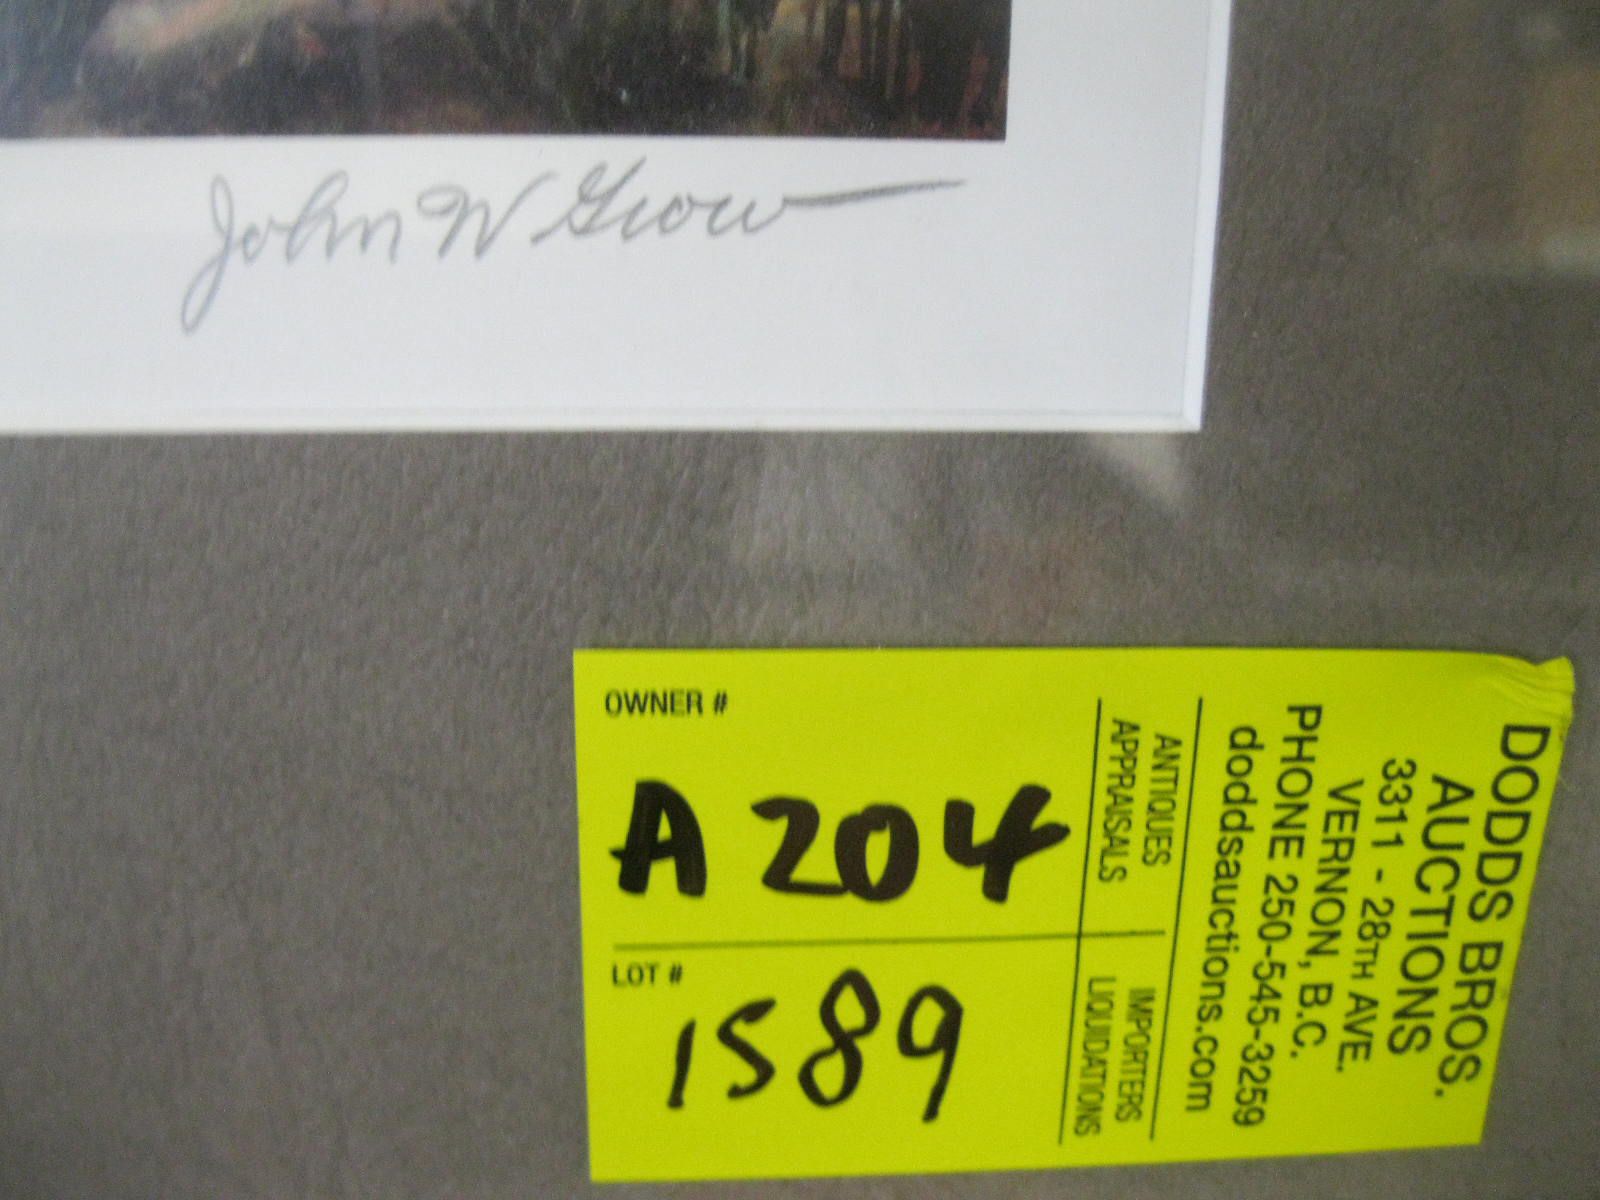 John W Grow
OWNER #
A 204
LOT #
1589
DODDS BROS.
AUCTIONS
3311 - 28TH AVE.
VERNON, B.C.
PHONE 250-545-3259
doddsauctions.com
ANTIQUES
APPRAISALS
IMPORTERS
LIQUIDATIONS